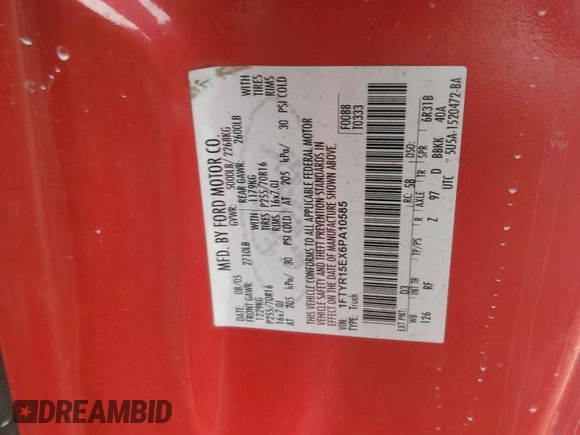 MFD. BY FORD MOTOR CO.
08/05
GVWR: 5000LB/ 2268KG
FRONT GAWR: 2710LB
REAR GAWR: 2600LB
1229KG
1179KG
WITH
P255/70R16
TIRES
P255/70R16
TIRES
16x7.0J
RIMS
16x7.0J
RIMS
AT 205 kPa/ 30 PSI COLD
AT 205 kPa/ 30 PSI COLD
THIS VEHICLE CONFORMS TO ALL APPLICABLE FEDERAL MOTOR
VEHICLE SAFETY AND THEFT PREVENTION STANDARDS IN
EFFECT ON THE DATE OF MANUFACTURE SHOWN ABOVE.
VIN: 1FTYR15EX6PA10585
TYPE: Truck
F0088
T0333
EXT PNT: D3
RC: 5B
DSO:
WB
INT TR
TP/PS
R
AXLE
TR
SPR
6R31B
126
RF
Z
97
D
BBKK
40A
UTC
5U5A-1520472-BA
DREAMBID